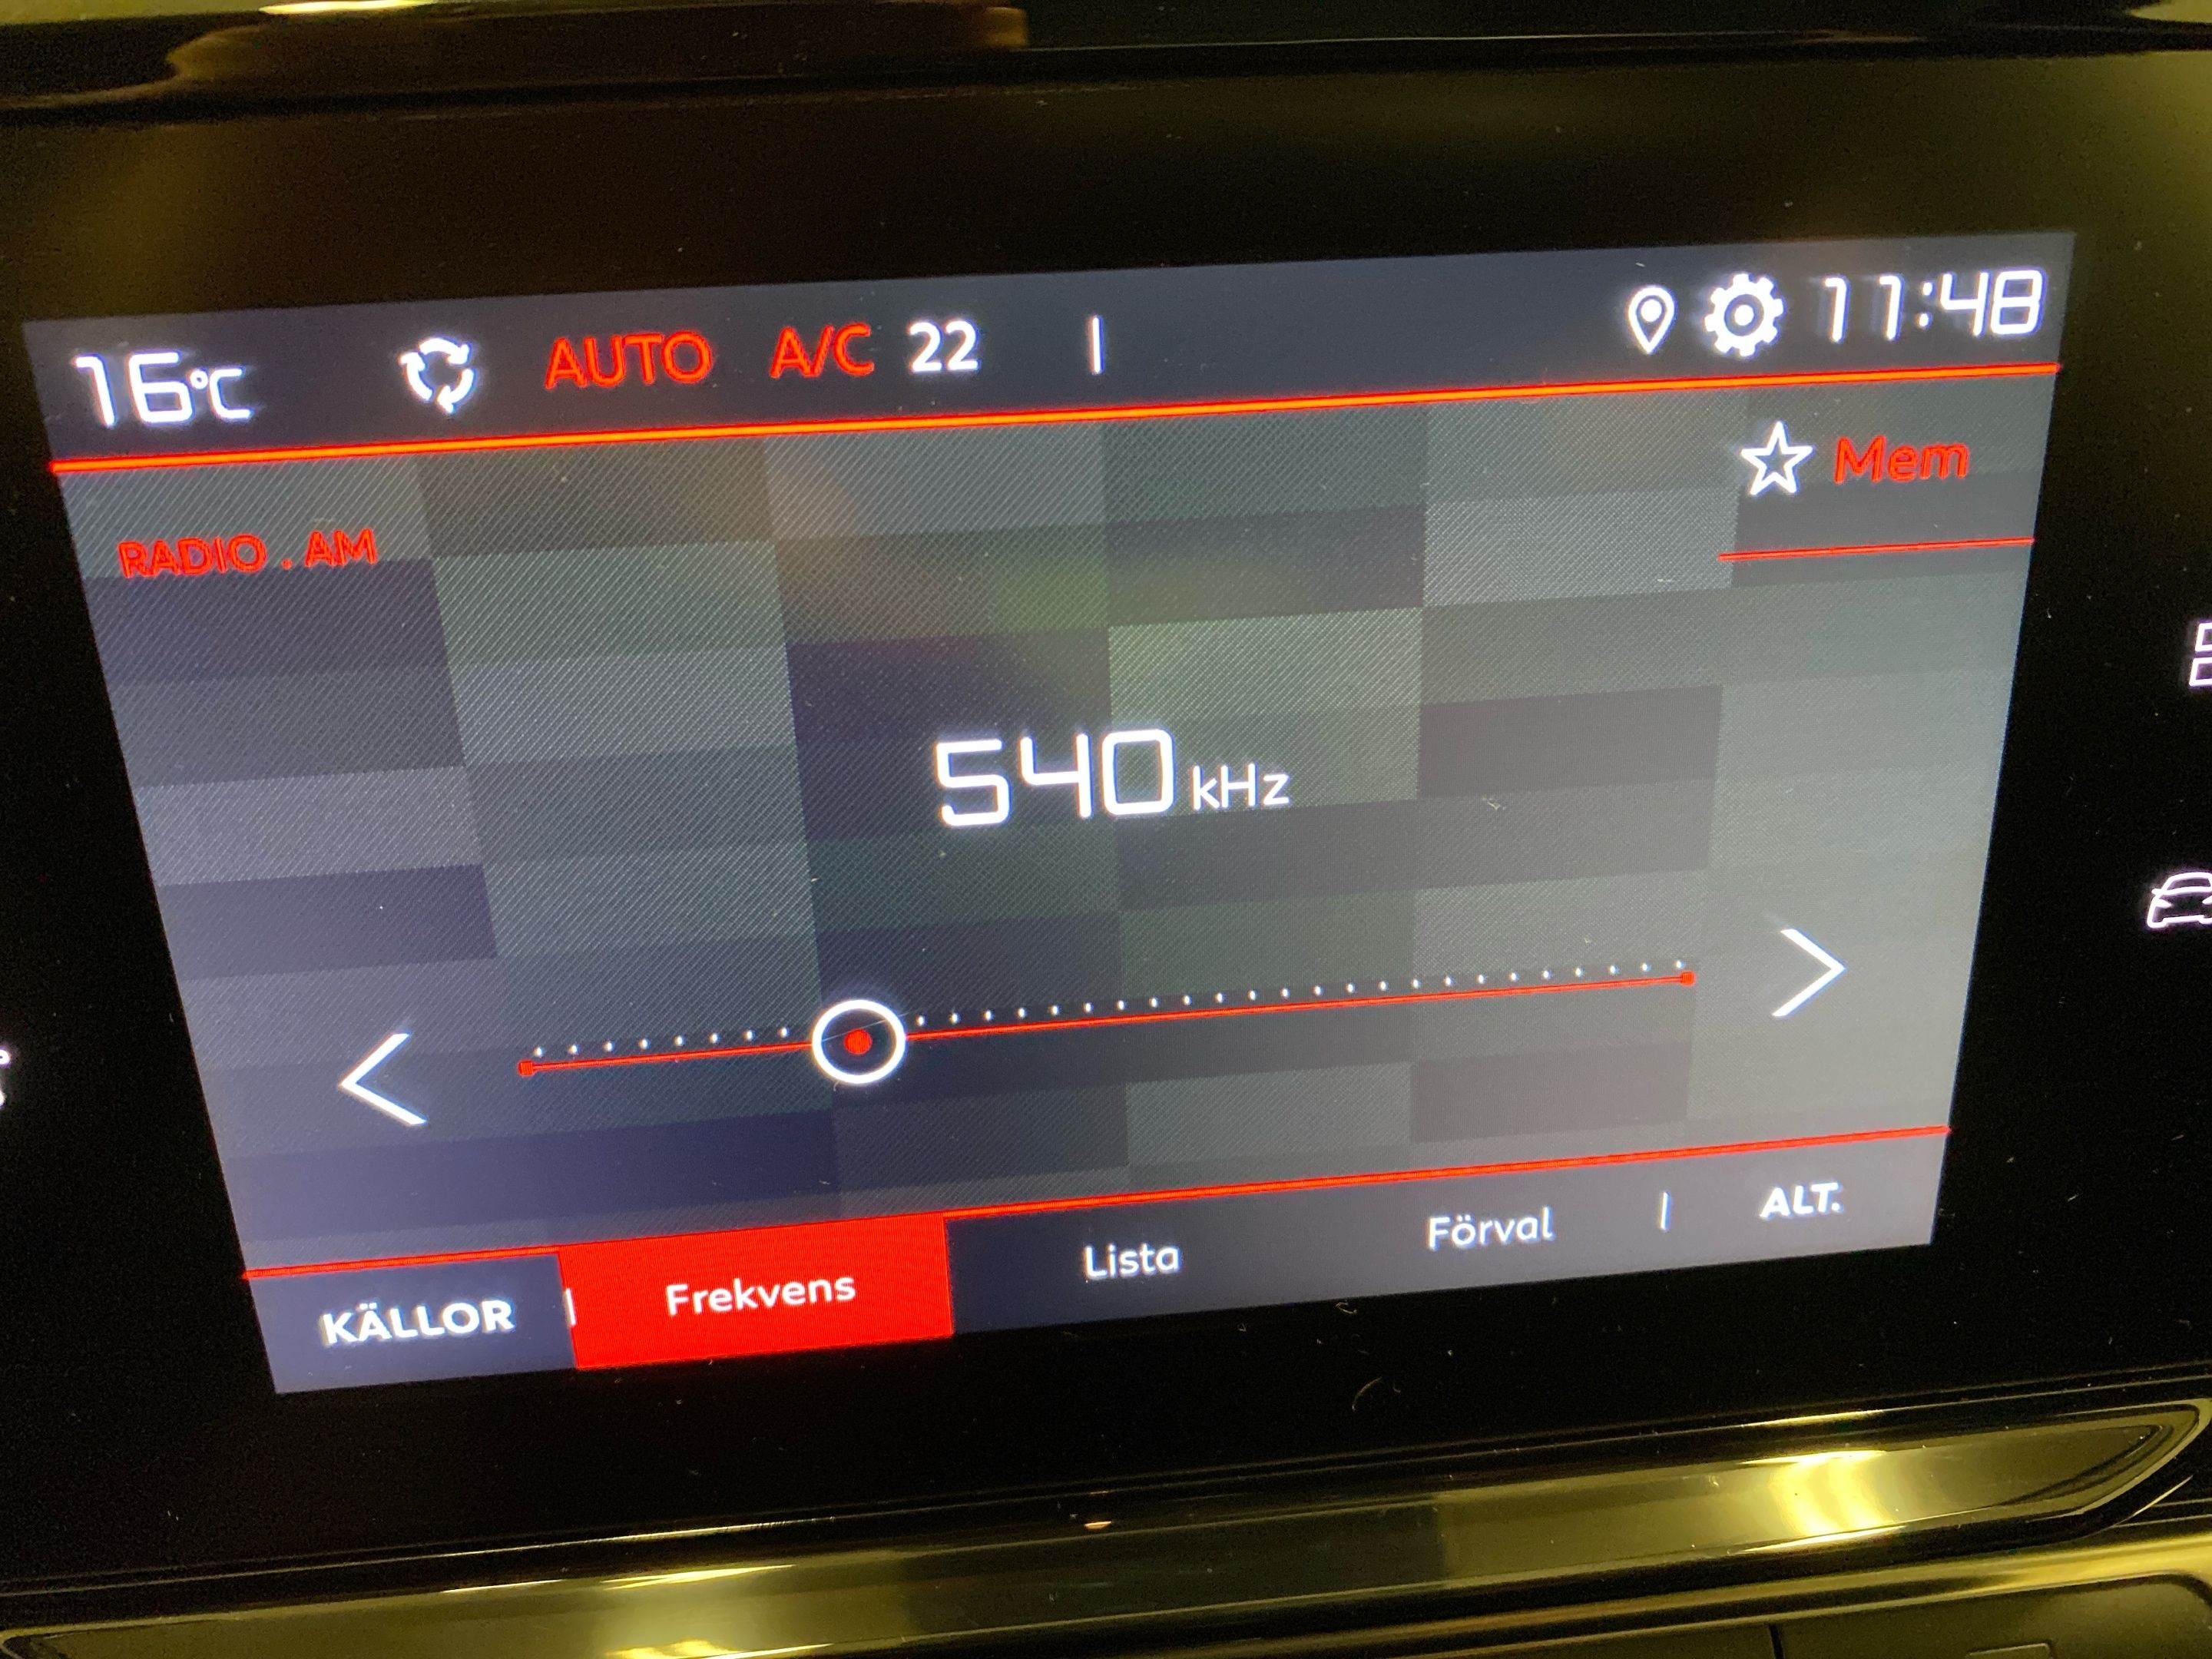 16°C AUTO A/C 22 11:48
Mem
RADIO . AM
540 kHz
KÄLLOR Frekvens Lista Förval ALT.